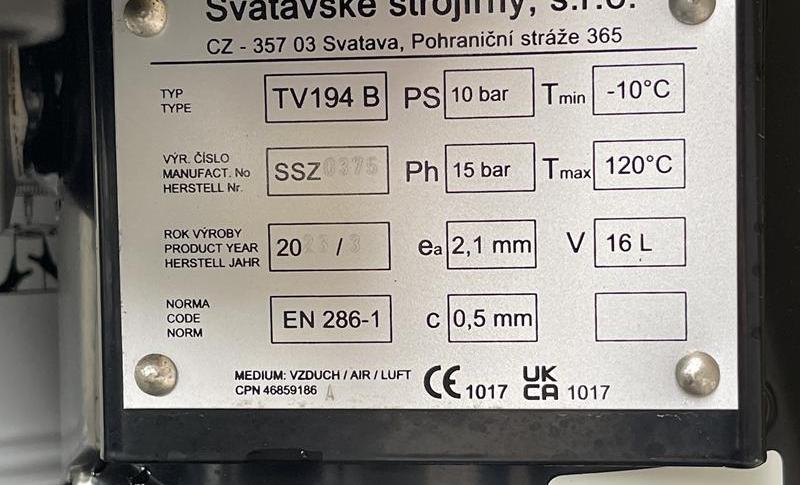 Svatavské strojírny, s.r.o.
CZ - 357 03 Svatava, Pohraniční stráže 365
TYP
TYPE
TV194 B
PS 10 bar
Tmin -10°C
VÝR. ČÍSLO
MANUFACT. No
HERSTELL Nr.
SSZ0375
Ph 15 bar
Tmax 120°C
ROK VÝROBY
PRODUCT YEAR
HERSTELL JAHR
2023 / 3
ea 2,1 mm
V 16 L
NORMA
CODE
NORM
EN 286-1
c 0,5 mm
MEDIUM: VZDUCH / AIR / LUFT
CPN 46859186 A
CE 1017 UK CA 1017